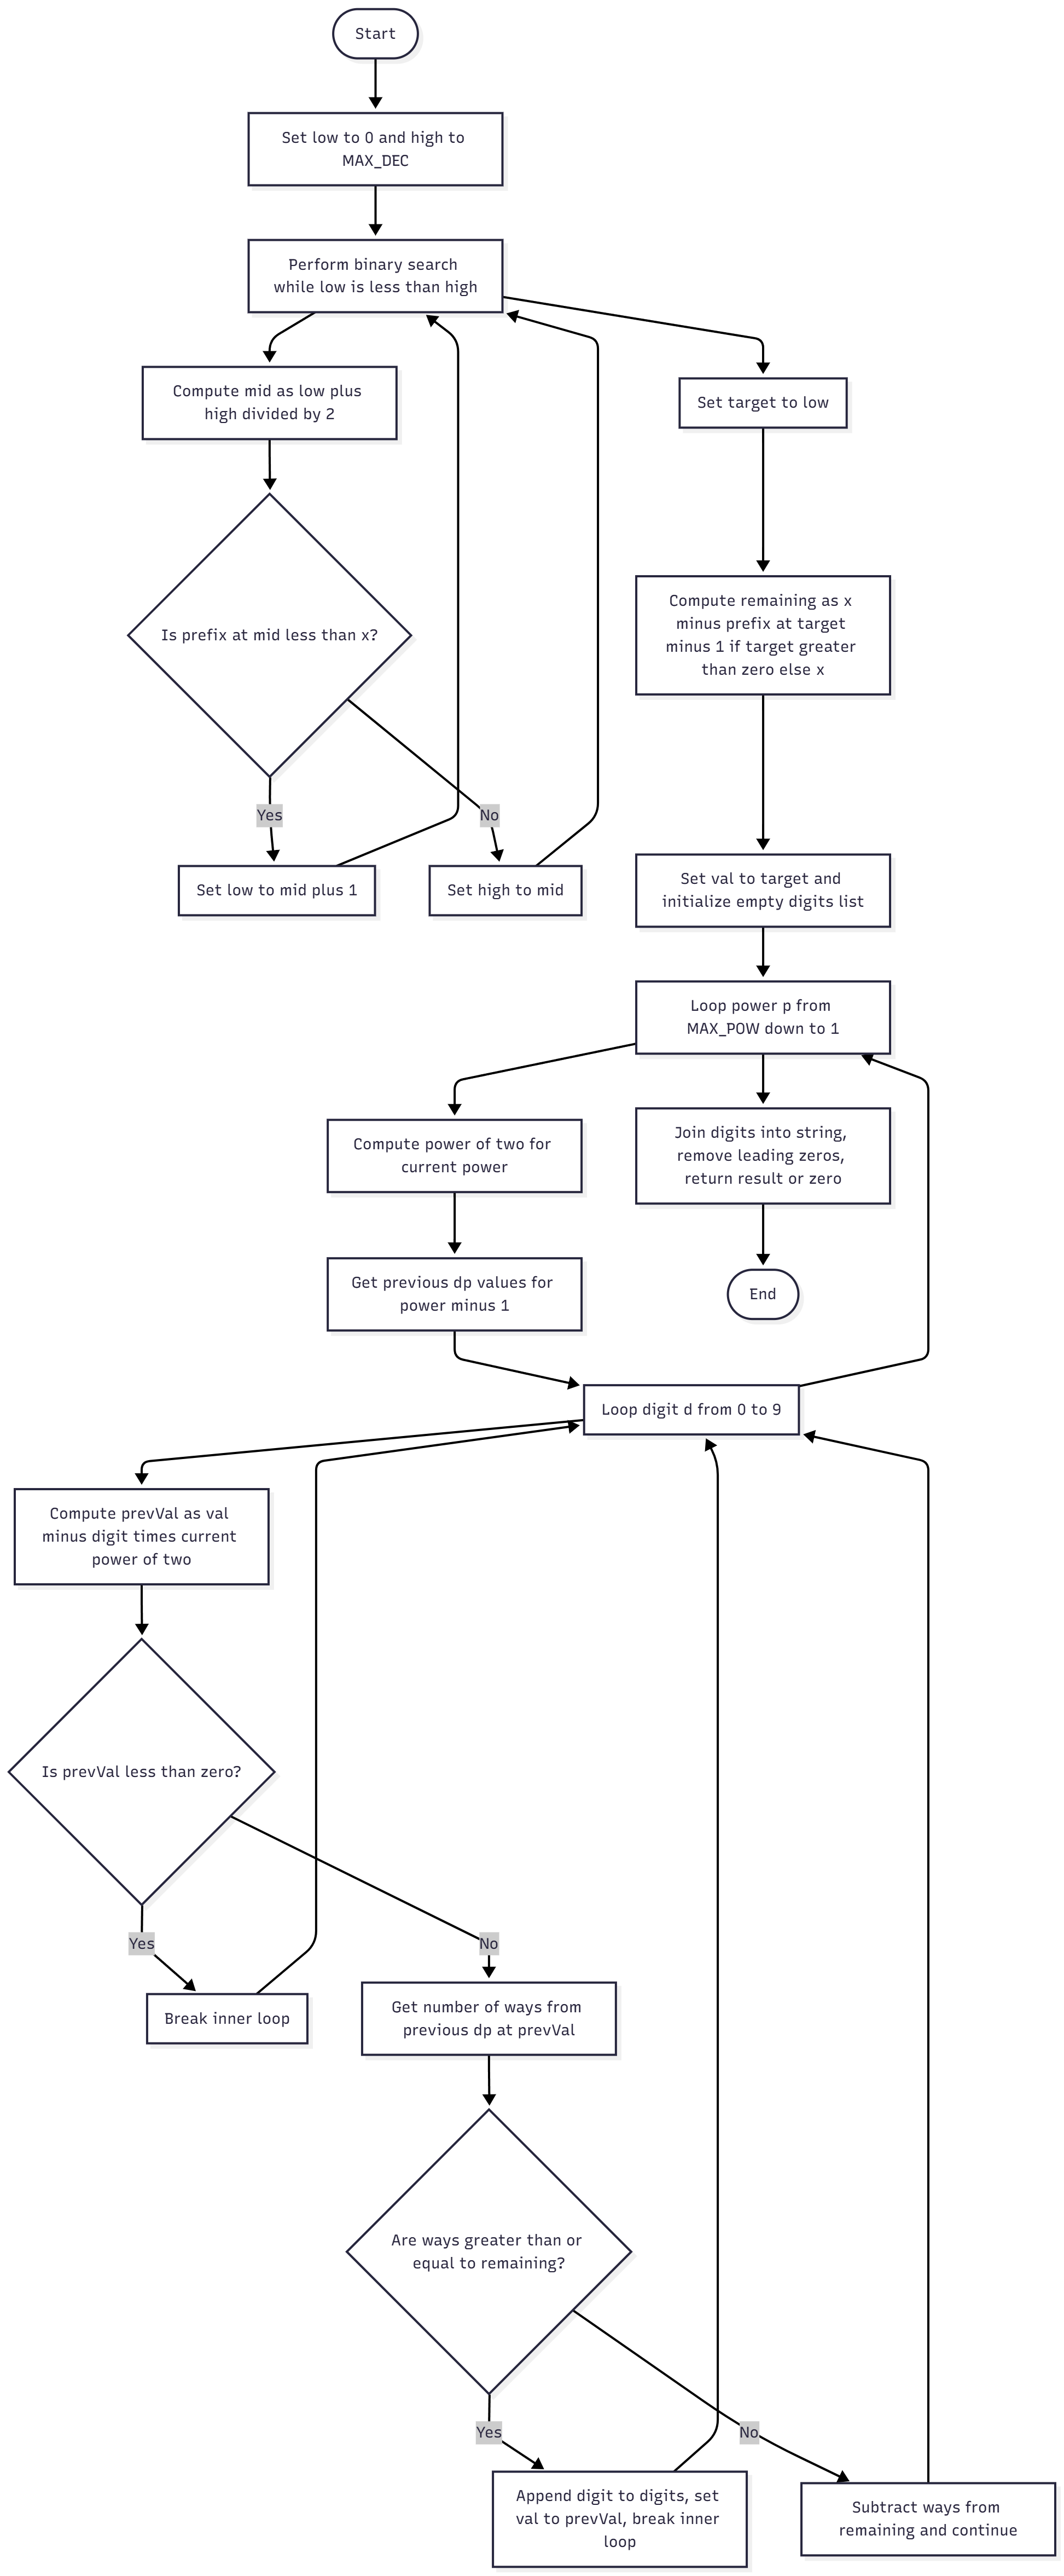 Start
Set low to 0 and high to
MAX_DEC
Perform binary search
while low is less than high
Compute mid as low plus
high divided by 2
Set target to low
Is prefix at mid less than x?
Compute remaining as x
minus prefix at target
minus 1 if target greater
than zero else x
Yes
No
Set low to mid plus 1
Set high to mid
Set val to target and
initialize empty digits list
Loop power p from
MAX_POW down to 1
Compute power of two for
current power
Join digits into string,
remove leading zeros,
return result or zero
Get previous dp values for
power minus 1
End
Loop digit d from 0 to 9
Compute prevVal as val
minus digit times current
power of two
Is prevVal less than zero?
Yes
No
Break inner loop
Get number of ways from
previous dp at prevVal
Are ways greater than or
equal to remaining?
Yes
No
Append digit to digits, set
val to prevVal, break inner
loop
Subtract ways from
remaining and continue